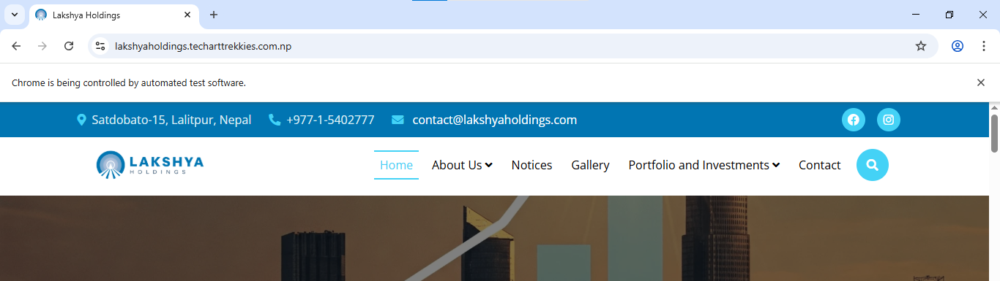 Lakshya Holdings
lakshyaholdings.techarttrekkies.com.np
Chrome is being controlled by automated test software.
Satdobato-15, Lalitpur, Nepal +977-1-5402777 contact@lakshyaholdings.com
LAKSHYA
HOLDINGS
Home About Us Notices Gallery Portfolio and Investments Contact